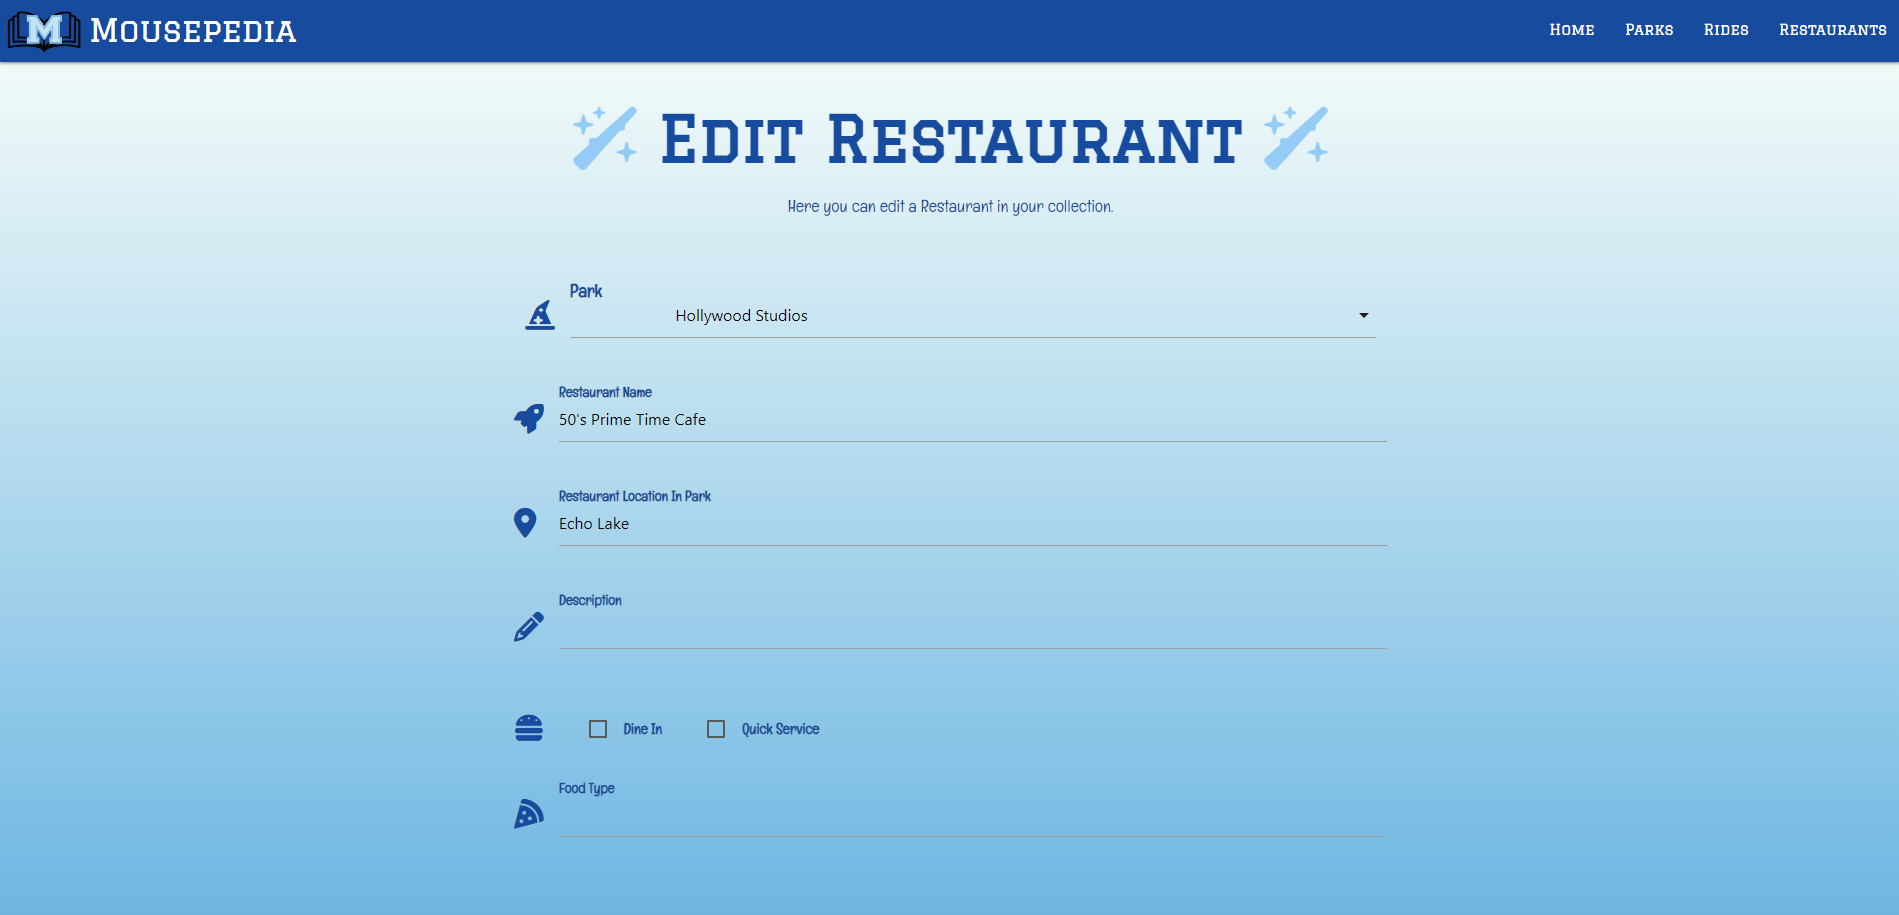 M Mousepedia
Home Parks Rides Restaurants
Edit Restaurant
Here you can edit a Restaurant in your collection.
Park
Hollywood Studios
Restaurant Name
50's Prime Time Cafe
Restaurant Location In Park
Echo Lake
Description
Dine In Quick Service
Food Type